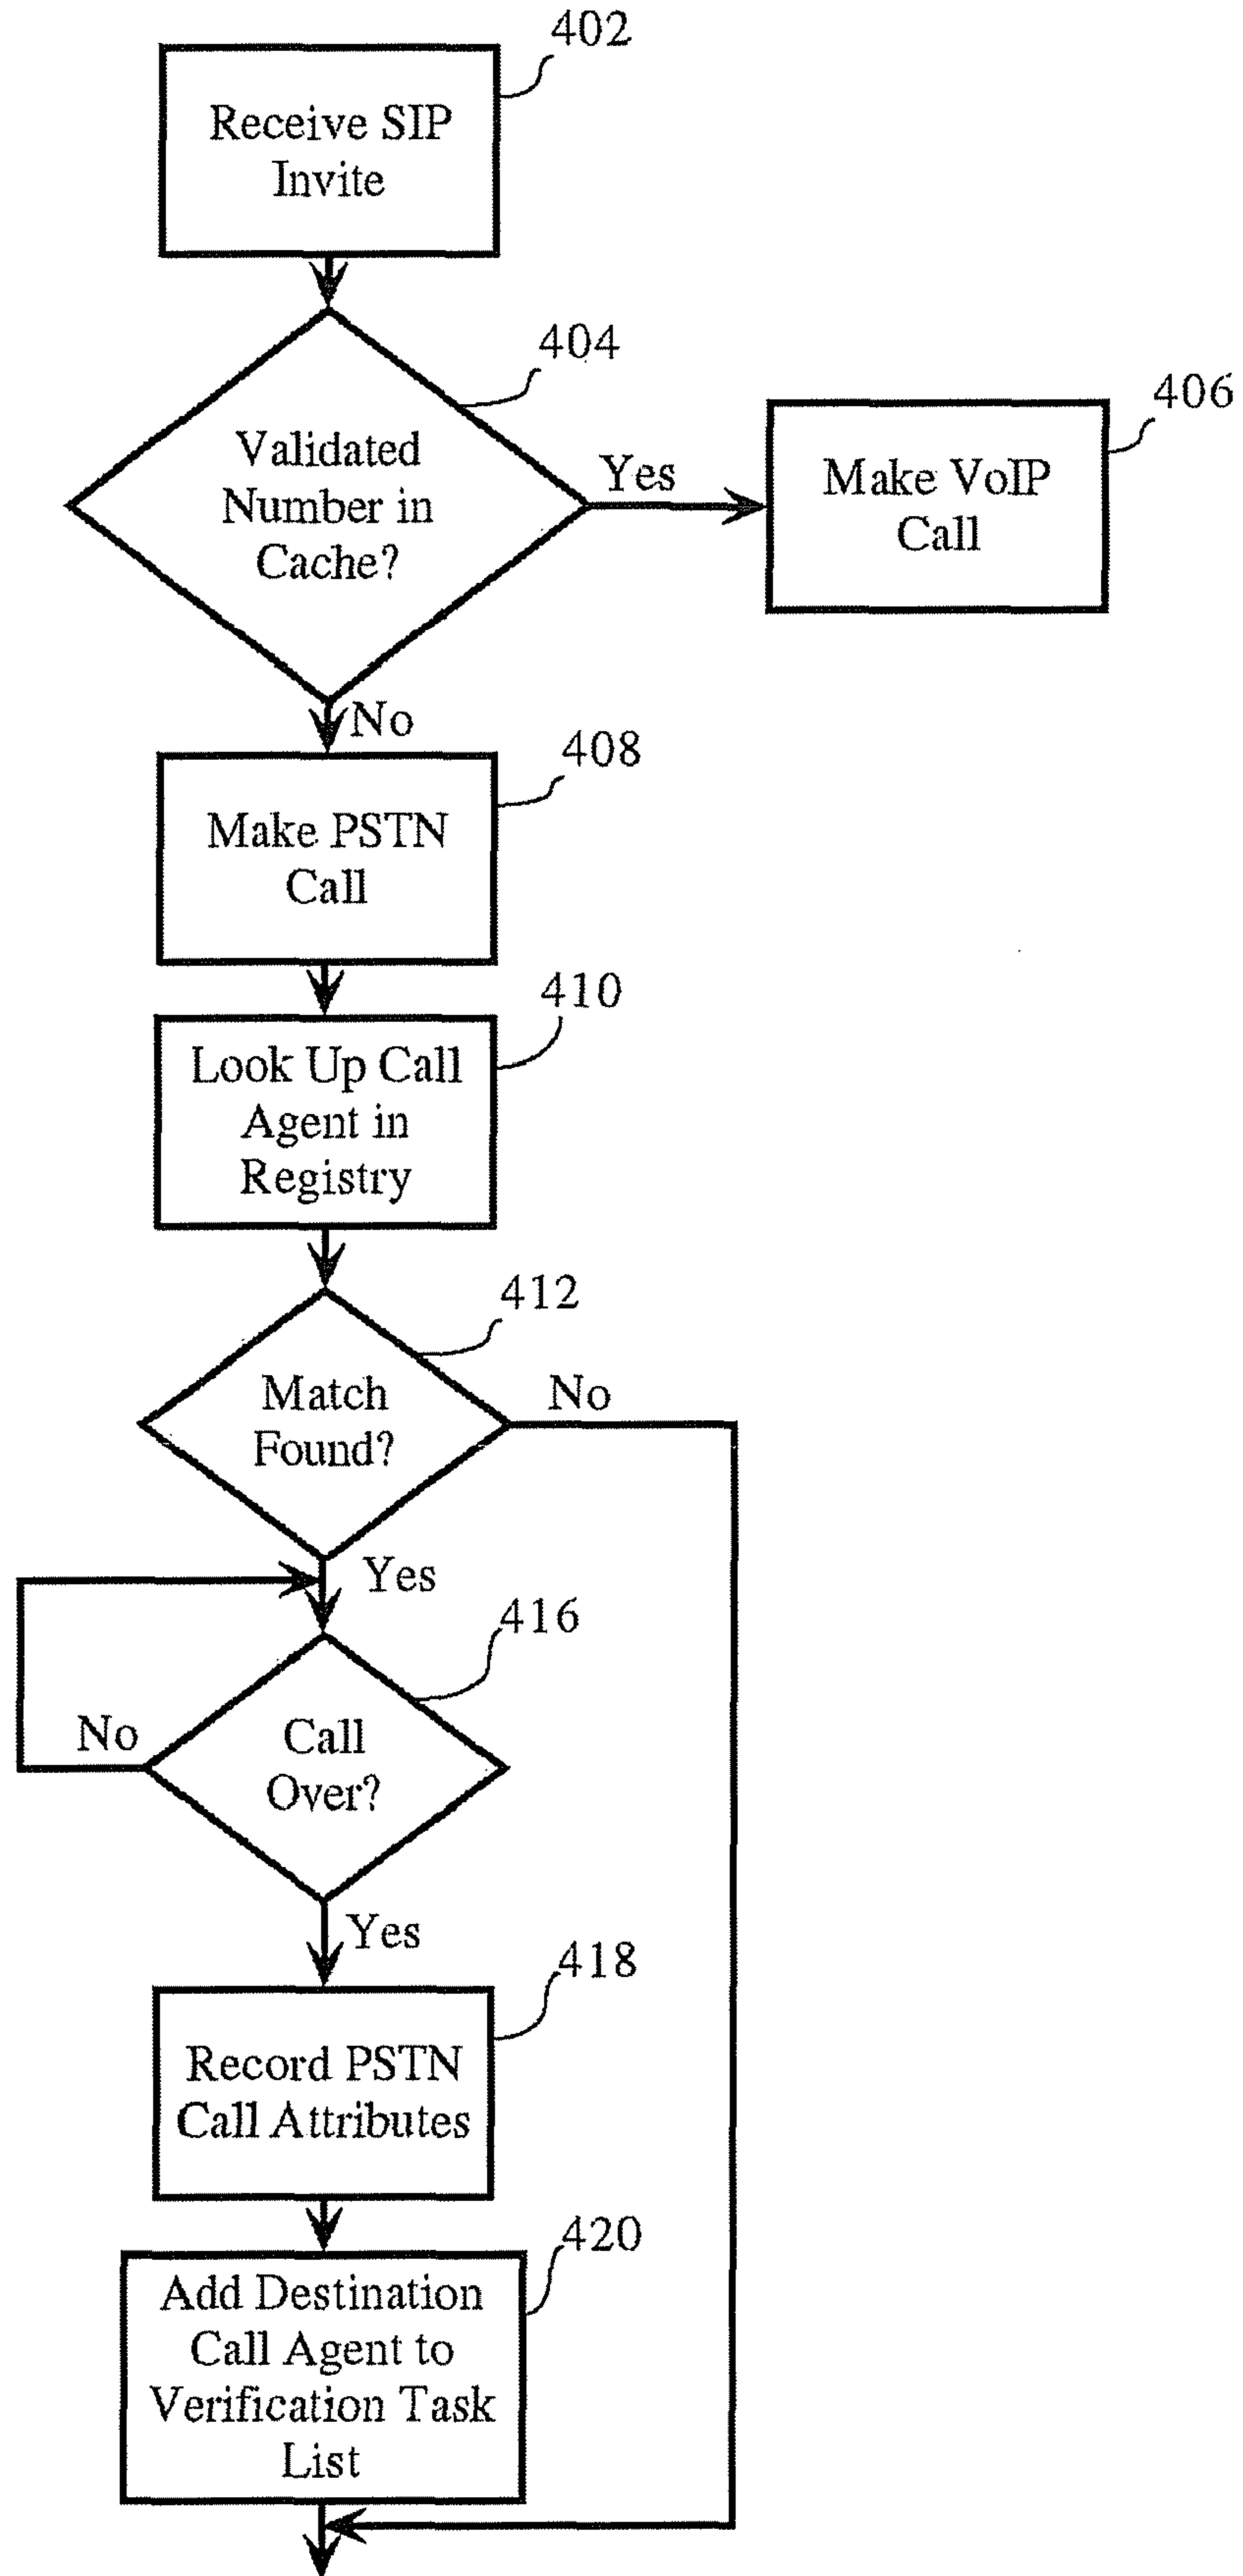 402
Receive SIP
Invite
404
Validated
Number in
Cache?
Yes
406
Make VoIP
Call
No
408
Make PSTN
Call
410
Look Up Call
Agent in
Registry
412
Match
Found?
No
Yes
416
Call
Over?
No
Yes
418
Record PSTN
Call Attributes
420
Add Destination
Call Agent to
Verification Task
List